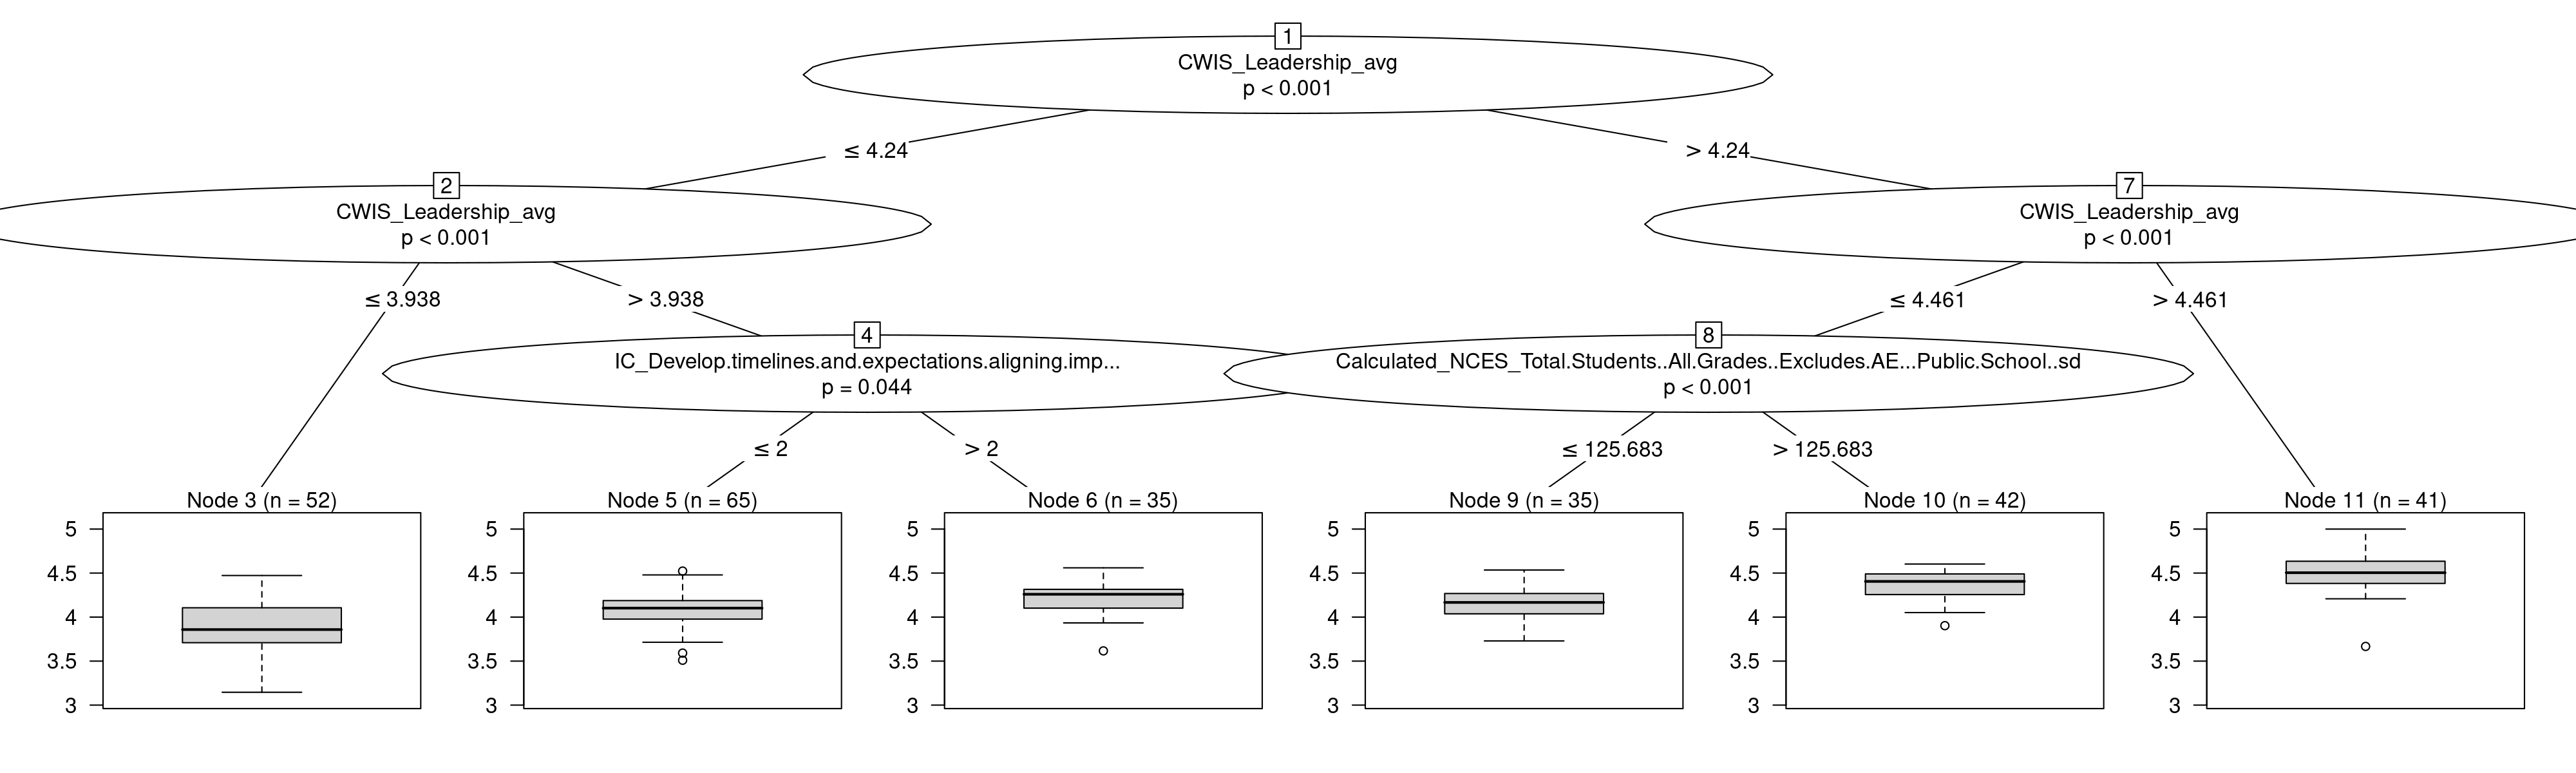 1
CWIS_Leadership_avg
p < 0.001
≤ 4.24
> 4.24
2
CWIS_Leadership_avg
p < 0.001
7
CWIS_Leadership_avg
p < 0.001
≤ 3.938
> 3.938
≤ 4.461
> 4.461
4
IC_Develop.timelines.and.expectations.aligning.imp...
p = 0.044
8
Calculated_NCES_Total.Students..All.Grades..Excludes.AE...Public.School..sd
p < 0.001
≤ 2
> 2
≤ 125.683
> 125.683
Node 3 (n = 52)
5
4.5
4
3.5
3
Node 5 (n = 65)
5
4.5
4
3.5
3
Node 6 (n = 35)
5
4.5
4
3.5
3
Node 9 (n = 35)
5
4.5
4
3.5
3
Node 10 (n = 42)
5
4.5
4
3.5
3
Node 11 (n = 41)
5
4.5
4
3.5
3